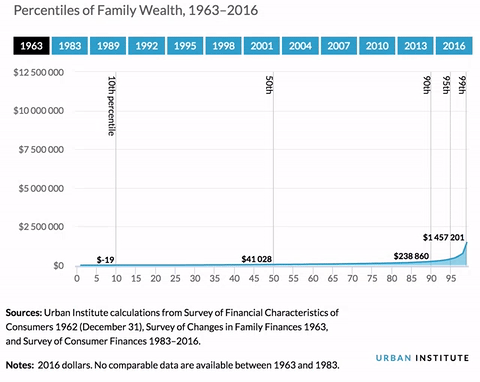 Percentiles of Family Wealth, 1963–2016
1963 1983 1989 1992 1995 1998 2001 2004 2007 2010 2013 2016
$12 500 000
$10 000 000
$7 500 000
$5 000 000
$2 500 000
$0
10th percentile
50th
90th
95th
99th
$-19
$41 028
$238 860
$1 457 201
0 5 10 15 20 25 30 35 40 45 50 55 60 65 70 75 80 85 90 95
Sources: Urban Institute calculations from Survey of Financial Characteristics of
Consumers 1962 (December 31), Survey of Changes in Family Finances 1963,
and Survey of Consumer Finances 1983–2016.
URBAN INSTITUTE
Notes: 2016 dollars. No comparable data are available between 1963 and 1983.